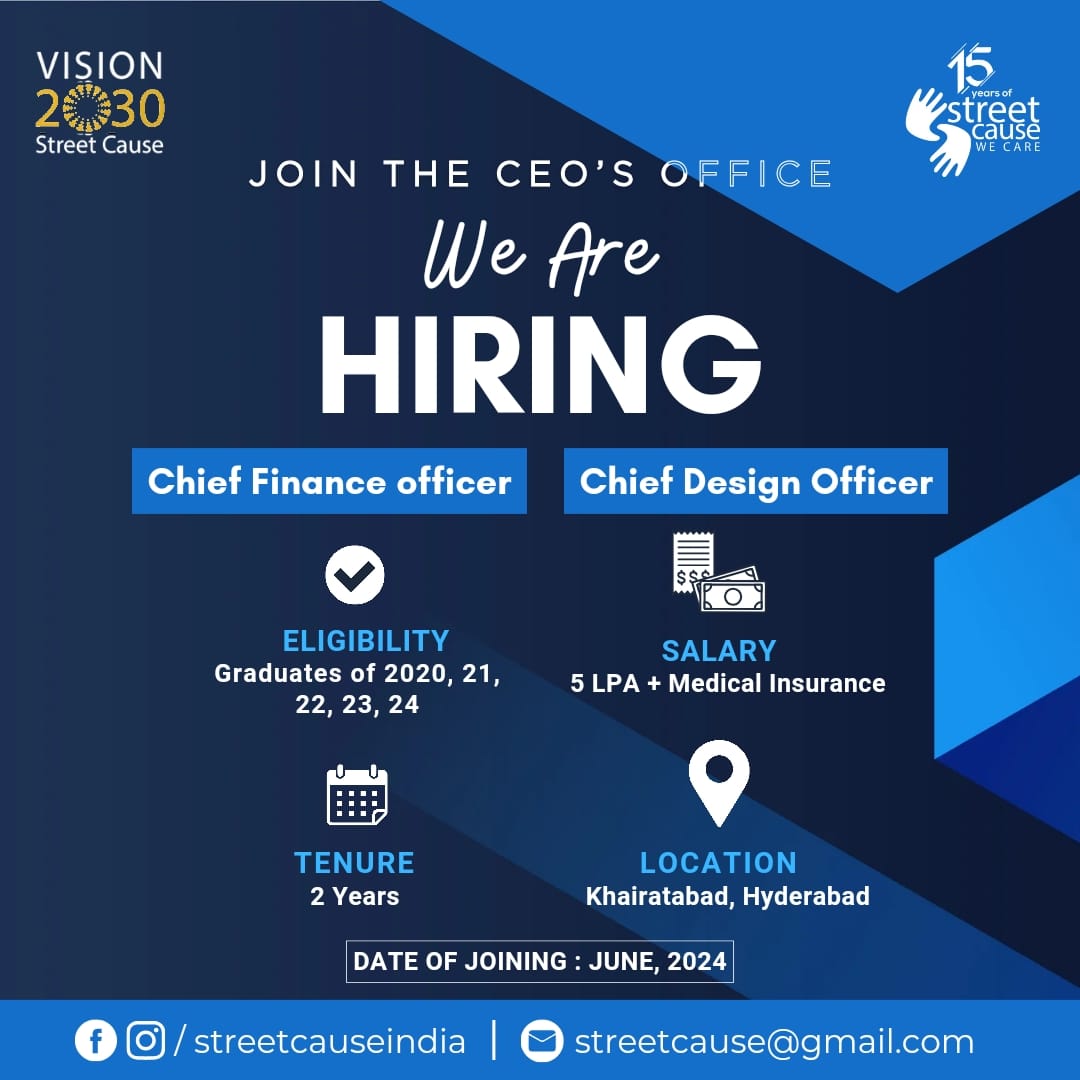 VISION
2030
Street Cause
15
years of
street
cause
WE CARE
JOIN THE CEO'S OFFICE
We Are
HIRING
Chief Finance officer
Chief Design Officer
$$$
ELIGIBILITY
Graduates of 2020, 21,
22, 23, 24
SALARY
5 LPA + Medical Insurance
TENURE
2 Years
LOCATION
Khairatabad, Hyderabad
DATE OF JOINING : JUNE, 2024
/ streetcauseindia | streetcause@gmail.com